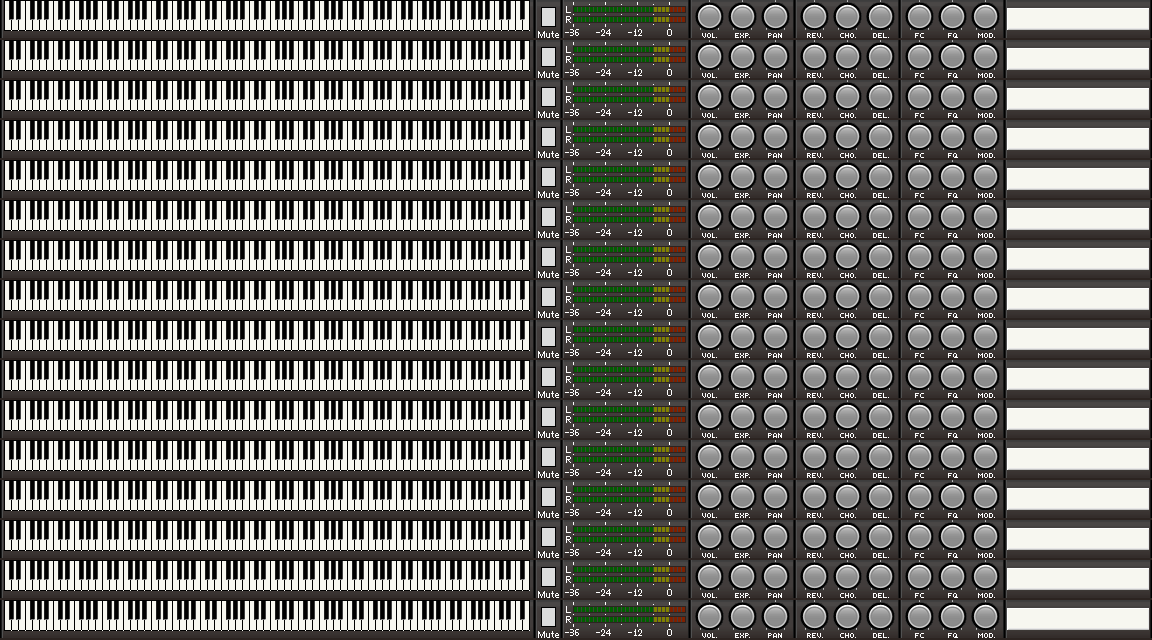 L
R
Mute -36 -24 -12 0 VOL. EXP. PAN REV. CHO. DEL. FC FQ MOD.
L
R
Mute -36 -24 -12 0 VOL. EXP. PAN REV. CHO. DEL. FC FQ MOD.
L
R
Mute -36 -24 -12 0 VOL. EXP. PAN REV. CHO. DEL. FC FQ MOD.
L
R
Mute -36 -24 -12 0 VOL. EXP. PAN REV. CHO. DEL. FC FQ MOD.
L
R
Mute -36 -24 -12 0 VOL. EXP. PAN REV. CHO. DEL. FC FQ MOD.
L
R
Mute -36 -24 -12 0 VOL. EXP. PAN REV. CHO. DEL. FC FQ MOD.
L
R
Mute -36 -24 -12 0 VOL. EXP. PAN REV. CHO. DEL. FC FQ MOD.
L
R
Mute -36 -24 -12 0 VOL. EXP. PAN REV. CHO. DEL. FC FQ MOD.
L
R
Mute -36 -24 -12 0 VOL. EXP. PAN REV. CHO. DEL. FC FQ MOD.
L
R
Mute -36 -24 -12 0 VOL. EXP. PAN REV. CHO. DEL. FC FQ MOD.
L
R
Mute -36 -24 -12 0 VOL. EXP. PAN REV. CHO. DEL. FC FQ MOD.
L
R
Mute -36 -24 -12 0 VOL. EXP. PAN REV. CHO. DEL. FC FQ MOD.
L
R
Mute -36 -24 -12 0 VOL. EXP. PAN REV. CHO. DEL. FC FQ MOD.
L
R
Mute -36 -24 -12 0 VOL. EXP. PAN REV. CHO. DEL. FC FQ MOD.
L
R
Mute -36 -24 -12 0 VOL. EXP. PAN REV. CHO. DEL. FC FQ MOD.
L
R
Mute -36 -24 -12 0 VOL. EXP. PAN REV. CHO. DEL. FC FQ MOD.